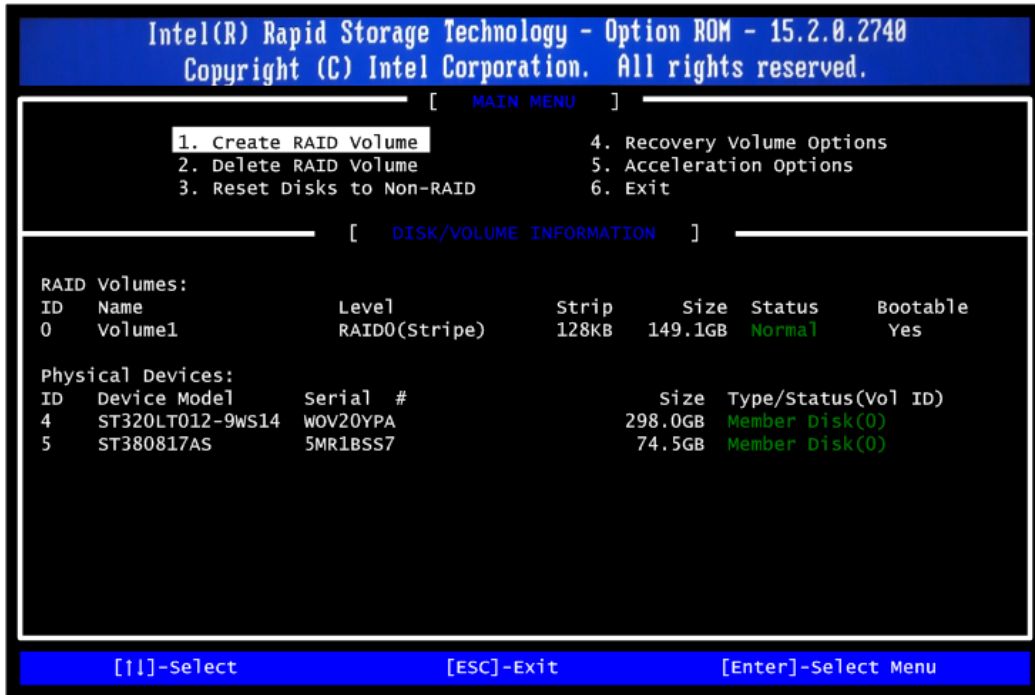 Intel(R) Rapid Storage Technology - Option ROM - 15.2.0.2740
Copyright (C) Intel Corporation. All rights reserved.
[ MAIN MENU ]
1. Create RAID Volume 4. Recovery Volume Options
2. Delete RAID Volume 5. Acceleration Options
3. Reset Disks to Non-RAID 6. Exit
[ DISK/VOLUME INFORMATION ]
RAID Volumes:
ID Name Level Strip Size Status Bootable
0 Volume1 RAID0(Stripe) 128KB 149.1GB Normal Yes
Physical Devices:
ID Device Model Serial # Size Type/Status(Vol ID)
4 ST320LT012-9WS14 W0V20YPA 298.0GB Member Disk(0)
5 ST380817AS 5MR1BSS7 74.5GB Member Disk(0)
[↑↓]-Select [ESC]-Exit [Enter]-Select Menu